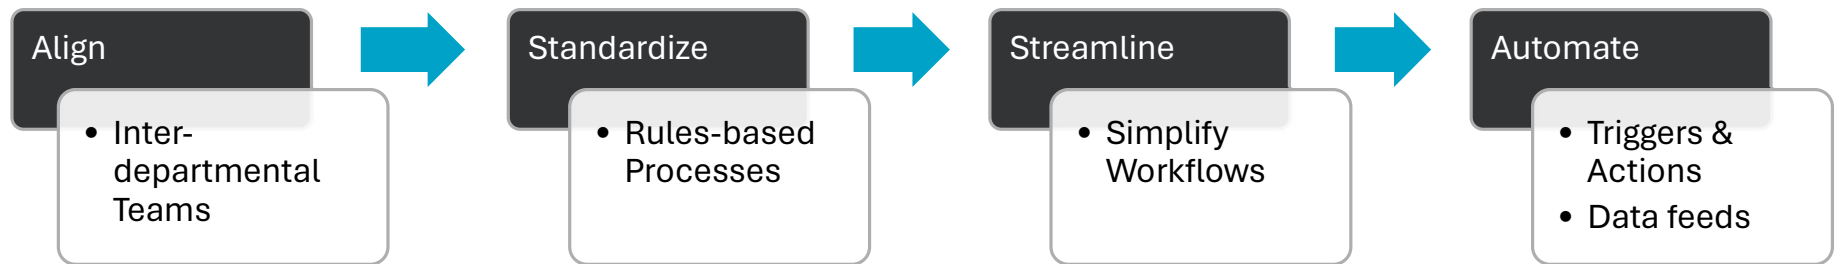 Align
• Inter-
departmental
Teams
Standardize
• Rules-based
Processes
Streamline
• Simplify
Workflows
Automate
• Triggers &
Actions
• Data feeds